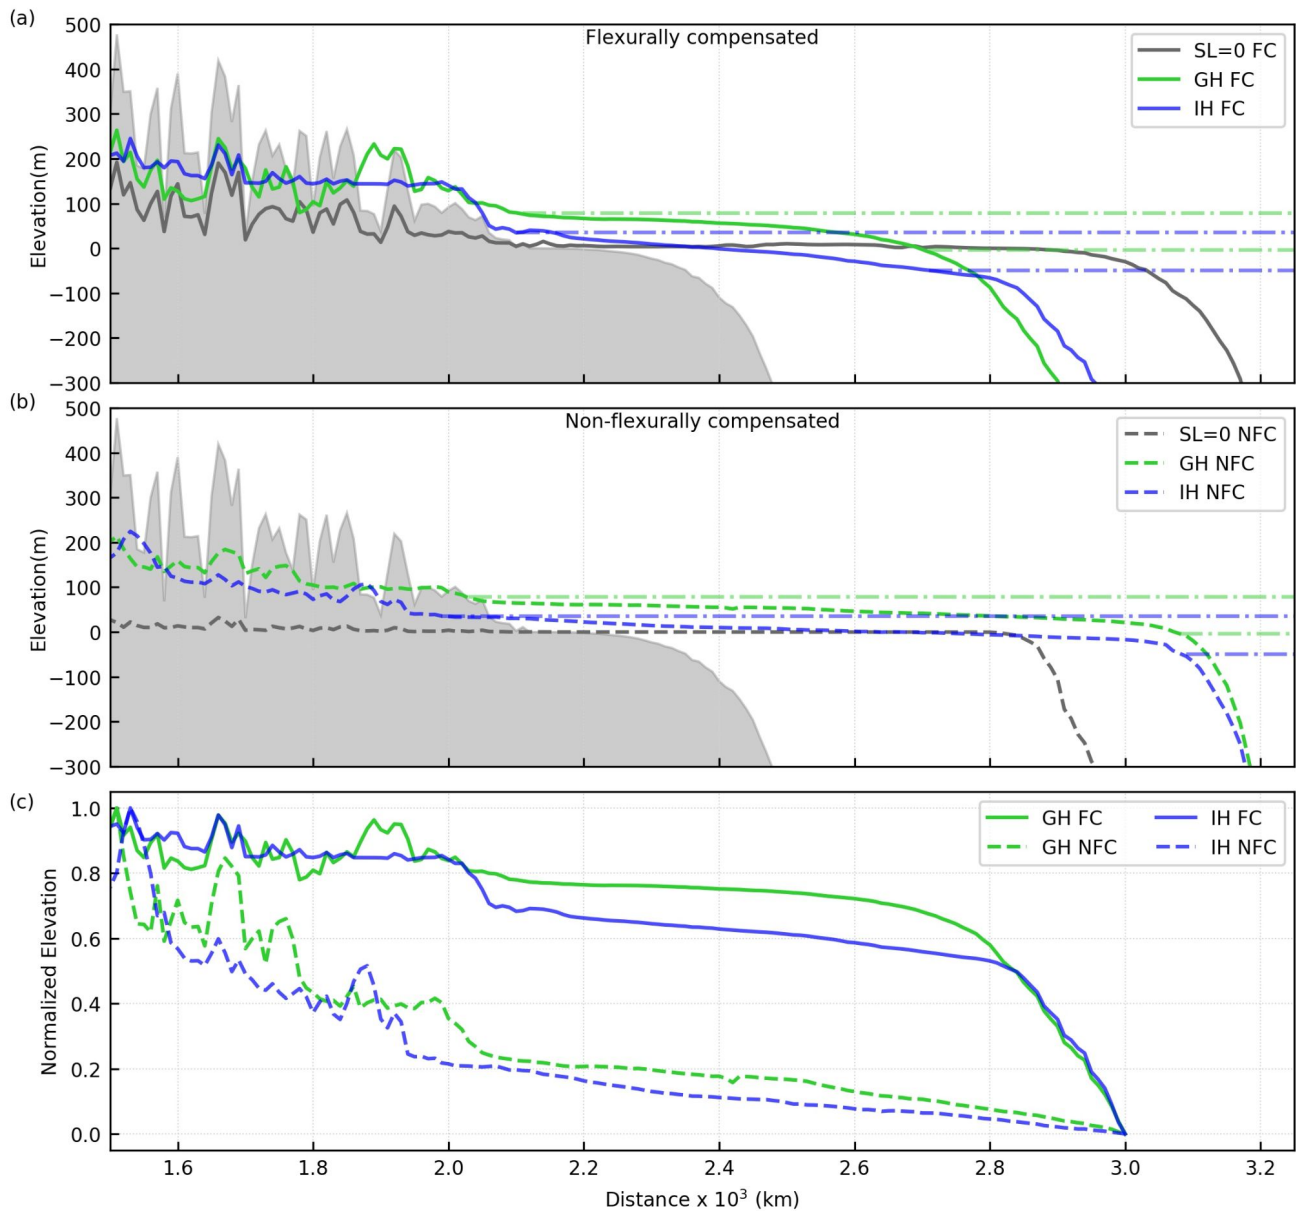 (a)
Flexurally compensated
500
400
300
200
100
0
−100
−200
−300
Elevation(m)
SL=0 FC
GH FC
IH FC
(b)
Non-flexurally compensated
500
400
300
200
100
0
−100
−200
−300
Elevation(m)
SL=0 NFC
GH NFC
IH NFC
(c)
1.0
0.8
0.6
0.4
0.2
0.0
Normalized Elevation
GH FC
GH NFC
IH FC
IH NFC
1.6 1.8 2.0 2.2 2.4 2.6 2.8 3.0 3.2
Distance x 10³ (km)